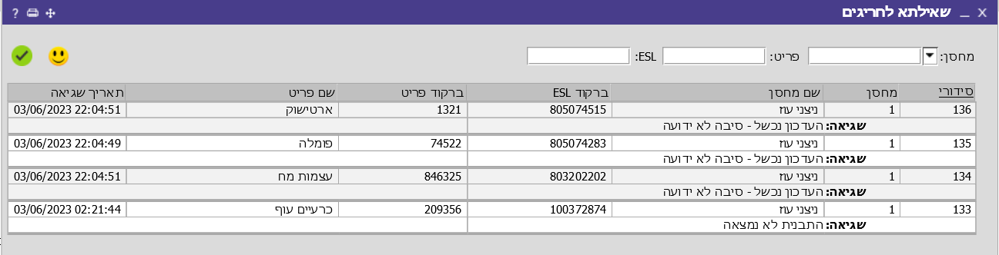 שאילתא לחריגים
מחסן: פריט: ESL:
סידורי מחסן שם מחסן ברקוד ESL ברקוד פריט שם פריט תאריך שגיאה
136 1 ניצני עוז 805074515 1321 ארטישוק 03/06/2023 22:04:51
שגיאה: העדכון נכשל - סיבה לא ידועה
135 1 ניצני עוז 805074283 74522 פומלה 03/06/2023 22:04:49
שגיאה: העדכון נכשל - סיבה לא ידועה
134 1 ניצני עוז 803202202 846325 עצמות מח 03/06/2023 22:04:51
שגיאה: העדכון נכשל - סיבה לא ידועה
133 1 ניצני עוז 100372874 209356 כרעיים עוף 03/06/2023 02:21:44
שגיאה: התבנית לא נמצאה